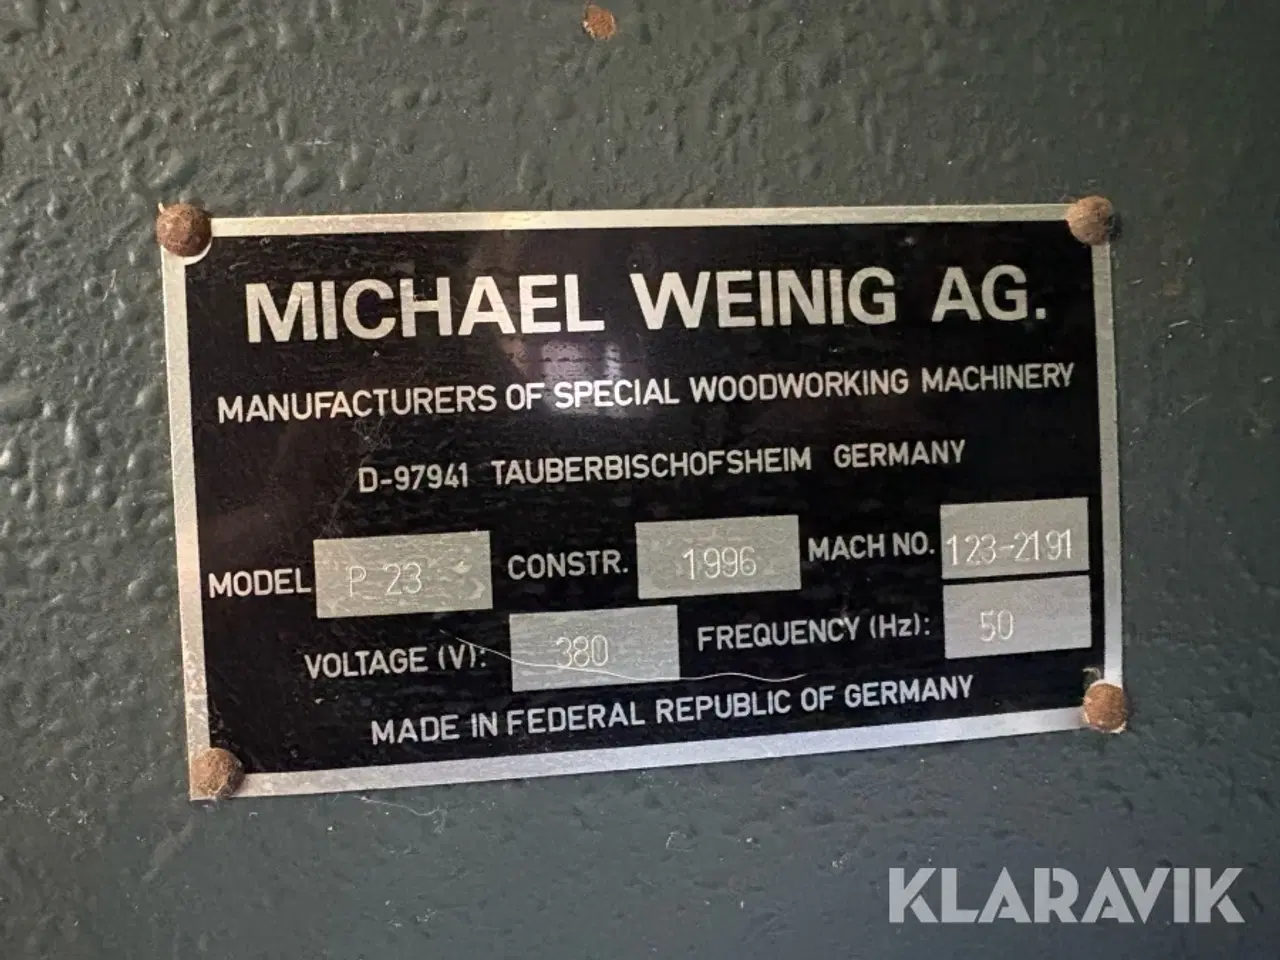 MICHAEL WEINIG AG.
MANUFACTURERS OF SPECIAL WOODWORKING MACHINERY
D-97941 TAUBERBISCHOFSHEIM GERMANY
MODEL P 23 CONSTR. 1996 MACH NO. 123-2191
VOLTAGE (V): 380 FREQUENCY (Hz): 50
MADE IN FEDERAL REPUBLIC OF GERMANY
KLARAVIK